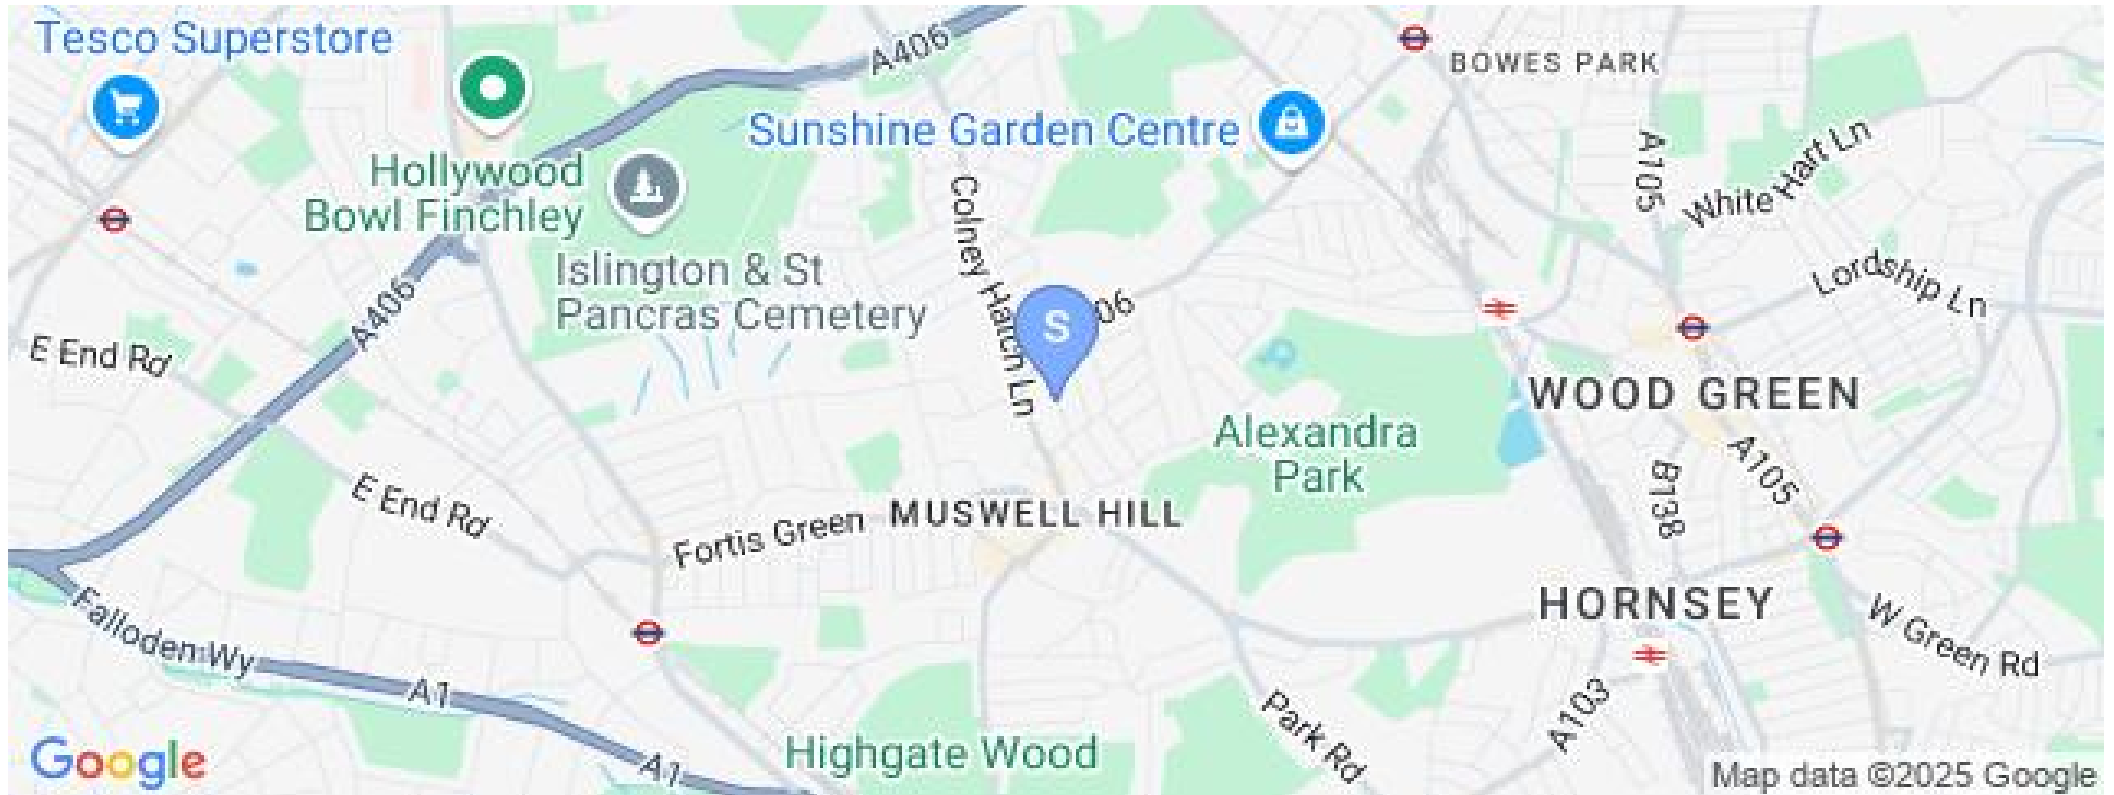 Tesco Superstore
A406
BOWES PARK
Sunshine Garden Centre
A105
White Hart Ln
Hollywood
Bowl Finchley
Colney Hatch Ln
Islington & St
Pancras Cemetery
Lordship Ln
A406
S
06
E End Rd
WOOD GREEN
Alexandra
Park
A105
B138
E End Rd
Fortis Green
MUSWELL HILL
HORNSEY
W Green Rd
Falloden Wy
A1
A103
Park Rd
Highgate Wood
A1
Google
Map data ©2025 Google